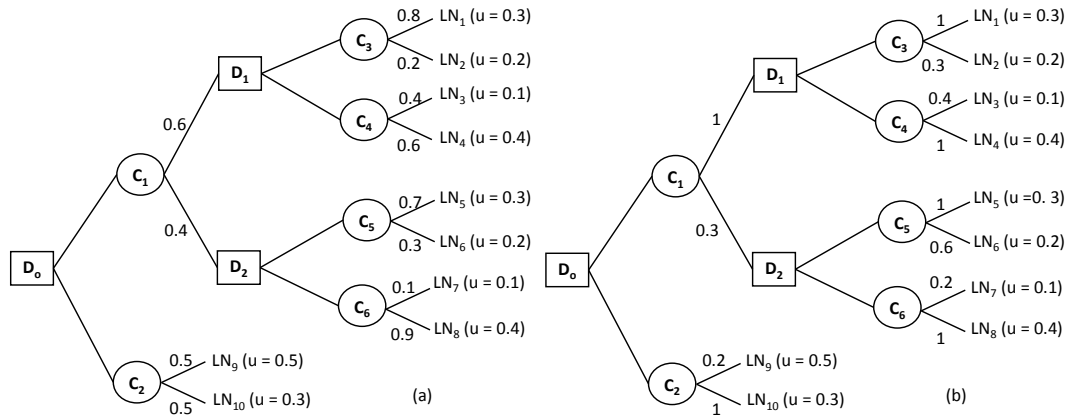 0.8 LN1 (u = 0.3)
C3
0.2 LN2 (u = 0.2)
D1
0.4 LN3 (u = 0.1)
C4
0.6 LN4 (u = 0.4)
0.6
C1
0.4
0.7 LN5 (u = 0.3)
C5
0.3 LN6 (u = 0.2)
Do
D2
0.1 LN7 (u = 0.1)
C6
0.9 LN8 (u = 0.4)
0.5 LN9 (u = 0.5)
C2
0.5 LN10 (u = 0.3)
(a)
1 LN1 (u = 0.3)
C3
0.3 LN2 (u = 0.2)
D1
0.4 LN3 (u = 0.1)
C4
1 LN4 (u = 0.4)
1
C1
0.3
1 LN5 (u =0. 3)
C5
0.6 LN6 (u = 0.2)
Do
D2
0.2 LN7 (u = 0.1)
C6
1 LN8 (u = 0.4)
0.2 LN9 (u = 0.5)
C2
1 LN10 (u = 0.3)
(b)